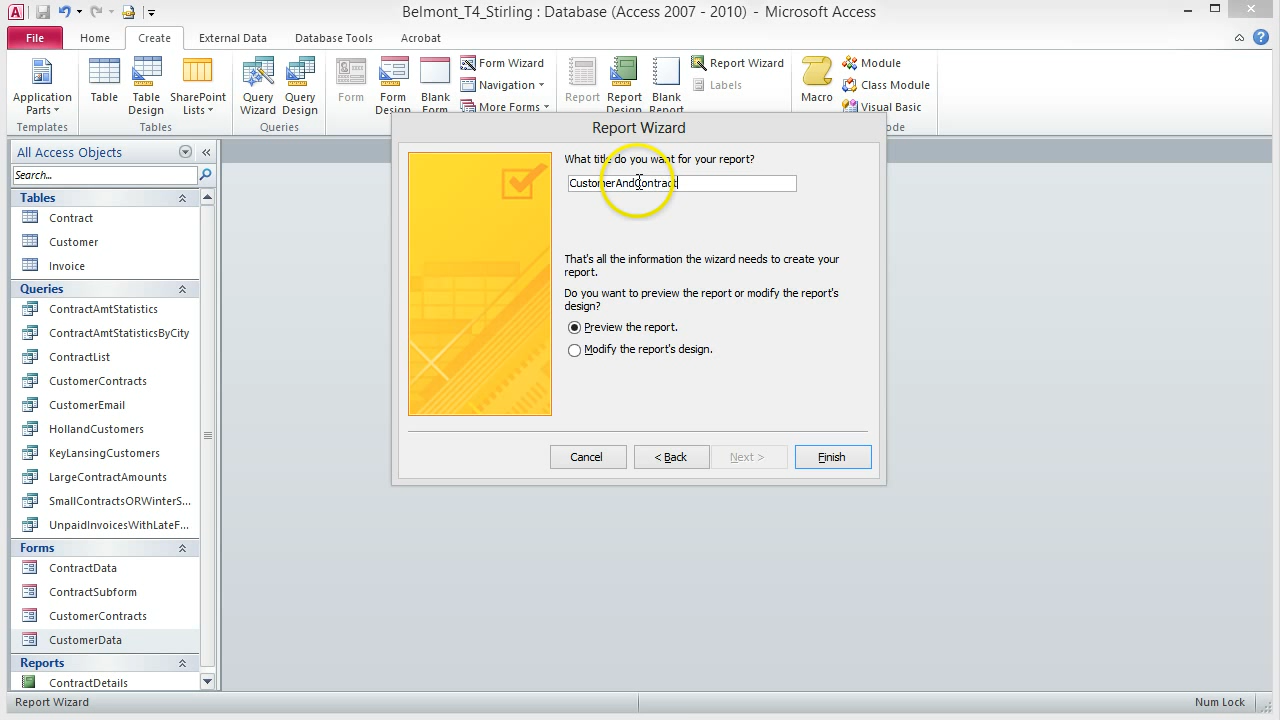 Belmont_T4_Stirling : Database (Access 2007 - 2010) - Microsoft Access
File Home Create External Data Database Tools Acrobat
Application Parts
Templates
Table
Table Design
SharePoint Lists
Tables
Query Wizard
Query Design
Queries
Form
Form Design
Blank Form
Form Wizard
Navigation
More Forms
Report
Report Design
Blank Report
Report Wizard
Labels
Macro
Module
Class Module
Visual Basic
ode
All Access Objects
Search...
Tables
Contract
Customer
Invoice
Queries
ContractAmtStatistics
ContractAmtStatisticsByCity
ContractList
CustomerContracts
CustomerEmail
HollandCustomers
KeyLansingCustomers
LargeContractAmounts
SmallContractsORWinterS...
UnpaidInvoicesWithLateF...
Forms
ContractData
ContractSubform
CustomerContracts
CustomerData
Reports
ContractDetails
Report Wizard
What title do you want for your report?
CustomerAndContract
That's all the information the wizard needs to create your
report.
Do you want to preview the report or modify the report's
design?
Preview the report.
Modify the report's design.
Cancel < Back Next > Finish
Report Wizard Num Lock